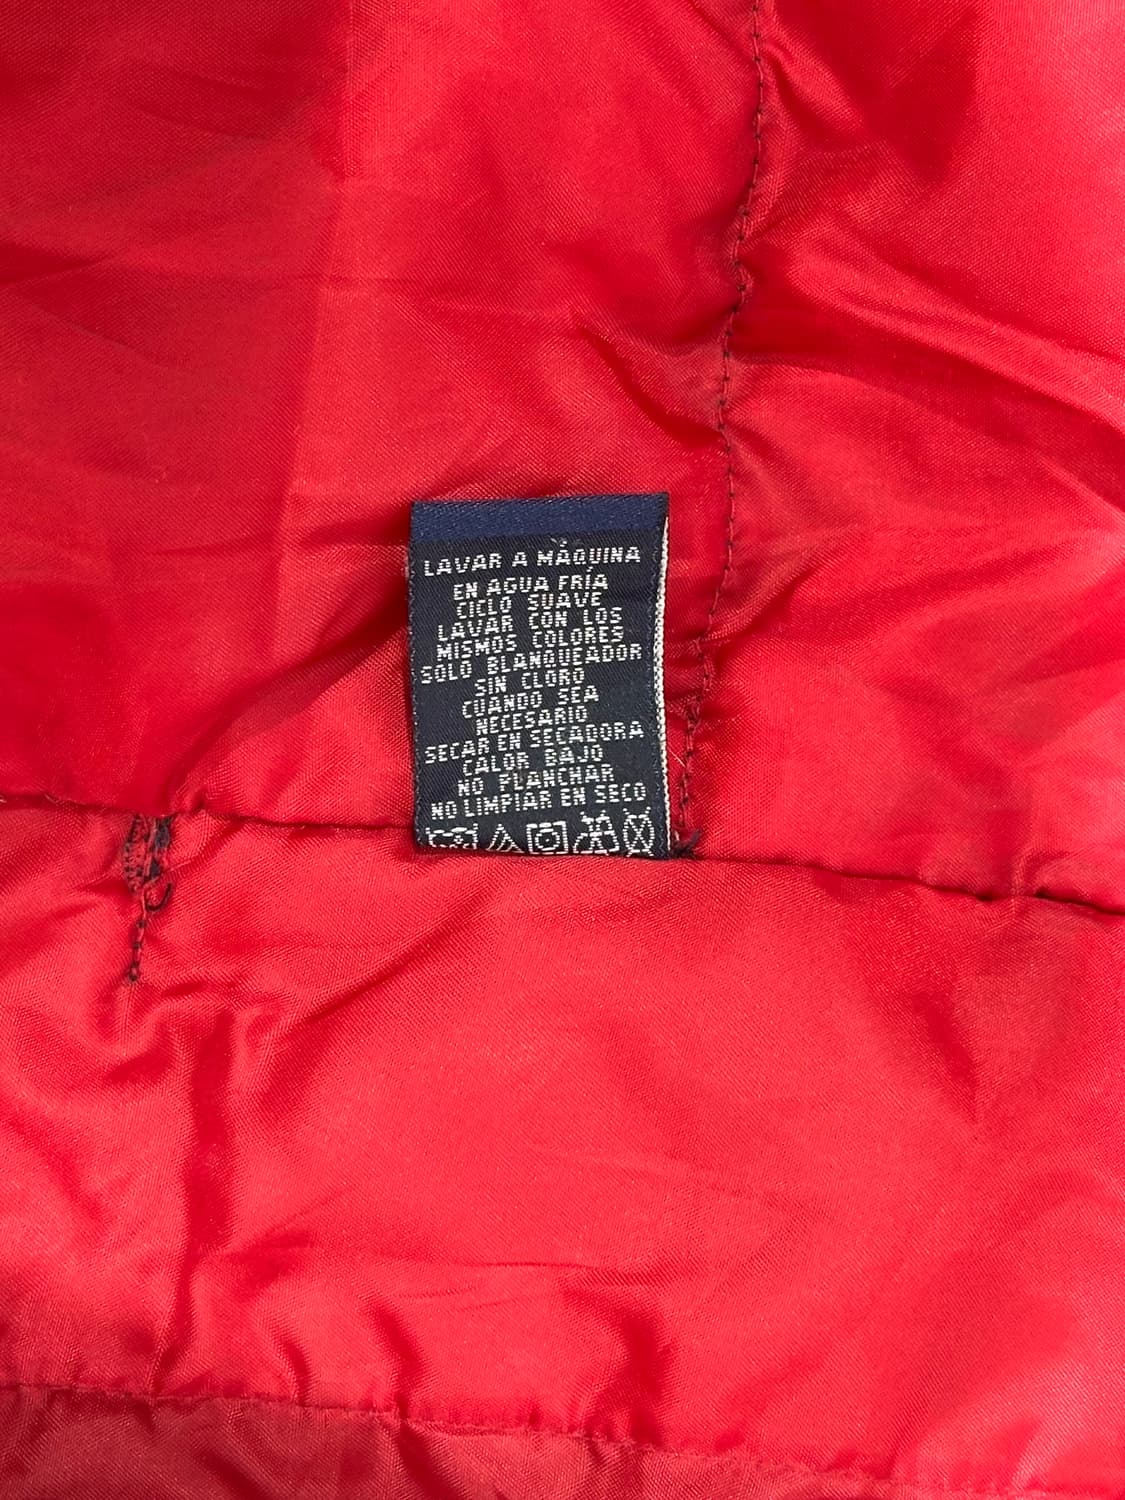 LAVAR A MÁQUINA
EN AGUA FRÍA
CICLO SUAVE
LAVAR CON LOS
MISMOS COLORES
SOLO BLANQUEADOR
SIN CLORO
CUANDO SEA
NECESARIO
SECAR EN SECADORA
CALOR BAJO
NO PLANCHAR
NO LIMPIAR EN SECO